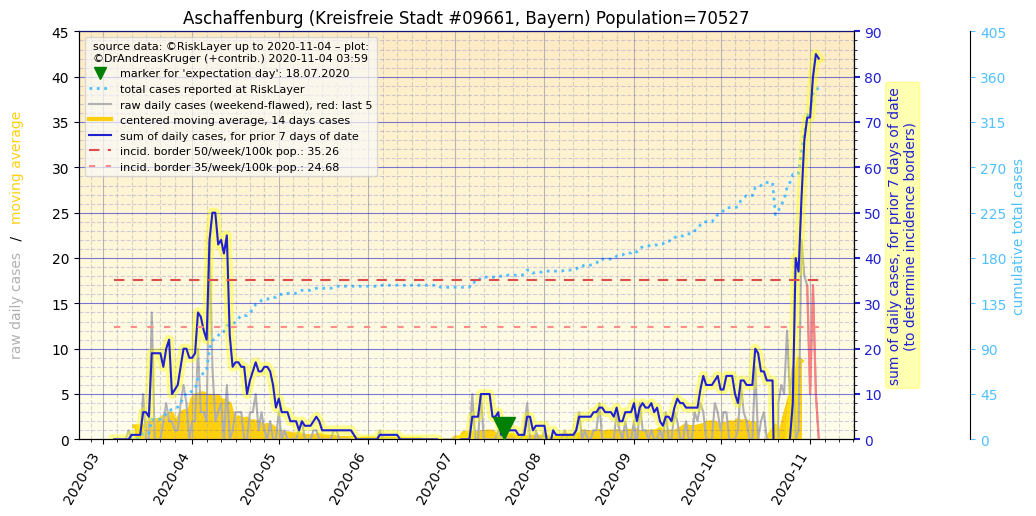 Aschaffenburg (Kreisfreie Stadt #09661, Bayern) Population=70527
source data: ©RiskLayer up to 2020-11-04 – plot:
©DrAndreasKruger (+contrib.) 2020-11-04 03:59
marker for 'expectation day': 18.07.2020
total cases reported at RiskLayer
raw daily cases (weekend-flawed), red: last 5
centered moving average, 14 days cases
sum of daily cases, for prior 7 days of date
incid. border 50/week/100k pop.: 35.26
incid. border 35/week/100k pop.: 24.68
raw daily cases / moving average
45
40
35
30
25
20
15
10
5
0
2020-03
2020-04
2020-05
2020-06
2020-07
2020-08
2020-09
2020-10
2020-11
90
80
70
60
50
40
30
20
10
0
sum of daily cases, for prior 7 days of date
(to determine incidence borders)
405
360
315
270
225
180
135
90
45
0
cumulative total cases